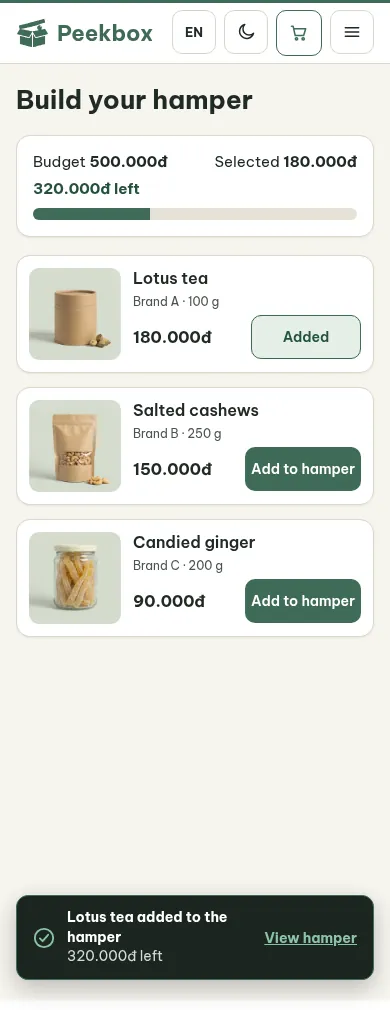 Peekbox
EN
Build your hamper
Budget 500.000đ
Selected 180.000đ
320.000đ left
Lotus tea
Brand A · 100 g
180.000đ
Added
Salted cashews
Brand B · 250 g
150.000đ
Add to hamper
Candied ginger
Brand C · 200 g
90.000đ
Add to hamper
Lotus tea added to the
hamper
320.000đ left
View hamper